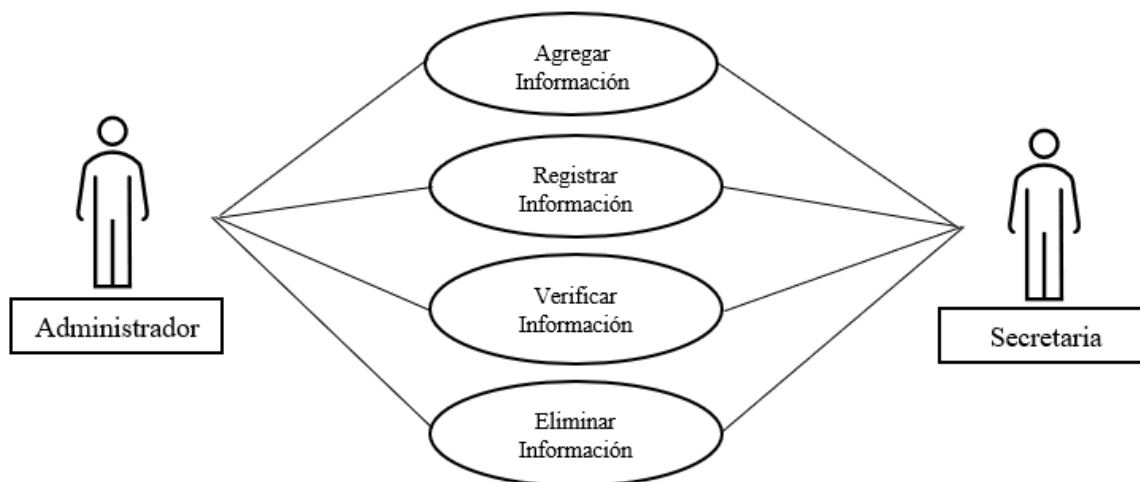 Agregar
Información
Registrar
Información
Administrador
Verificar
Información
Secretaria
Eliminar
Información